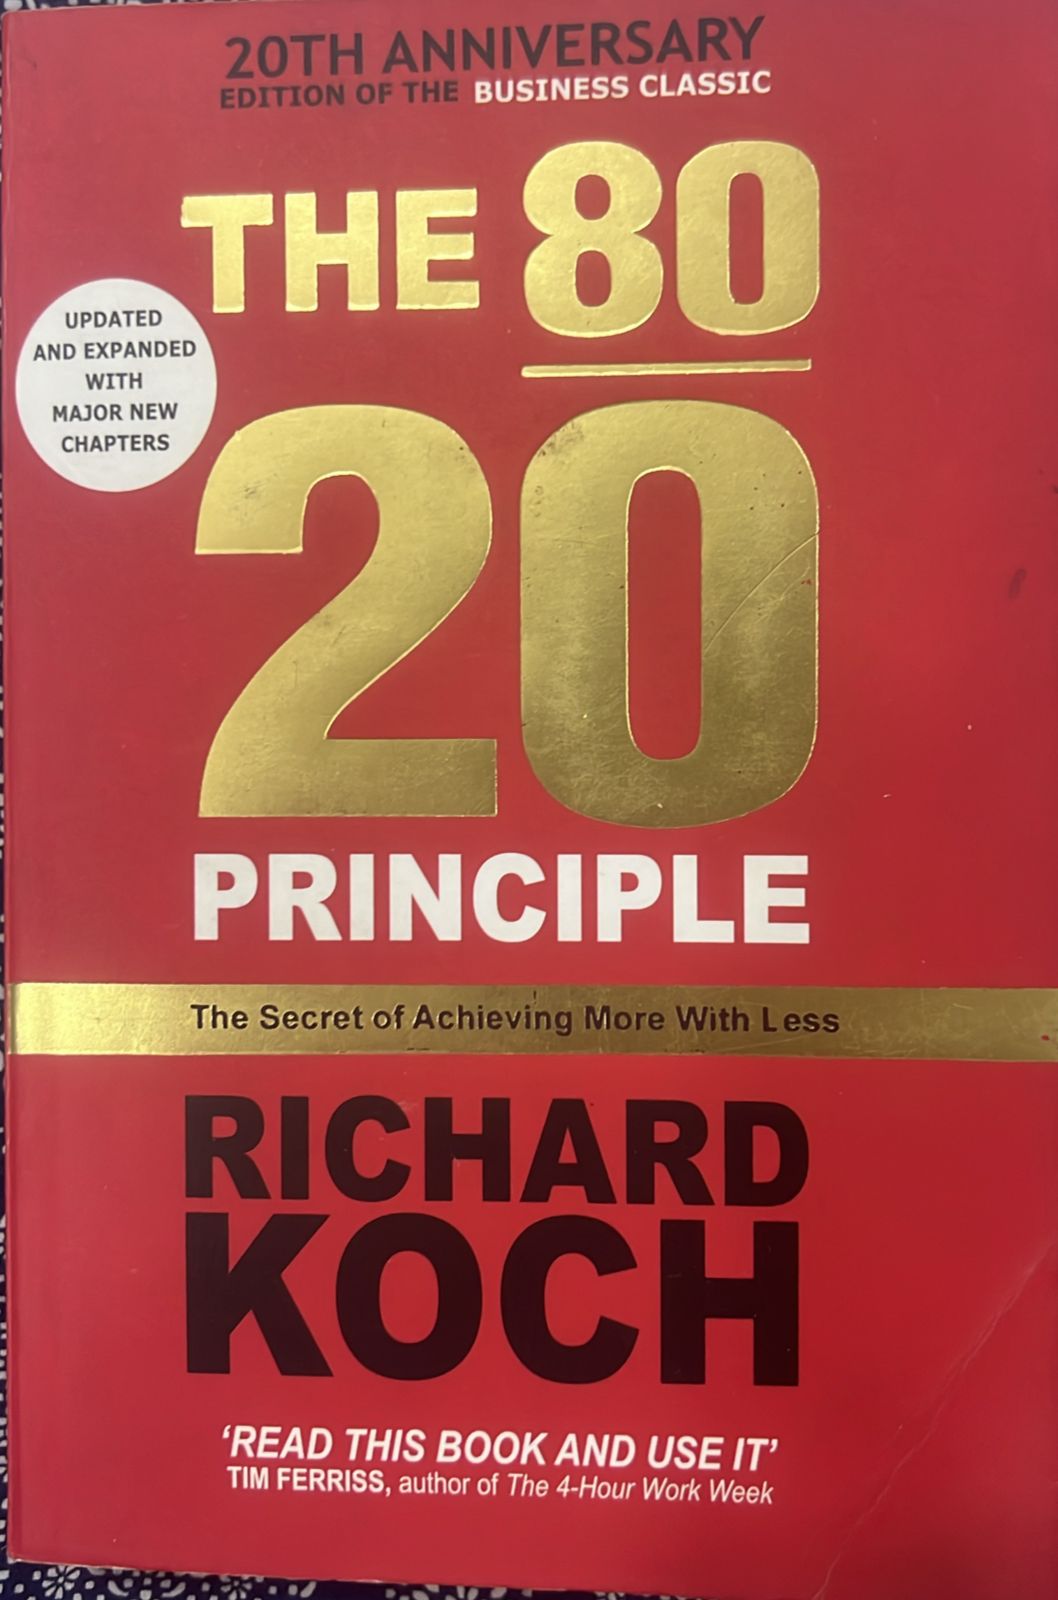 20TH ANNIVERSARY
EDITION OF THE BUSINESS CLASSIC
THE 80
20
PRINCIPLE
UPDATED
AND EXPANDED
WITH
MAJOR NEW
CHAPTERS
The Secret of Achieving More With Less
RICHARD
KOCH
‘READ THIS BOOK AND USE IT’
TIM FERRISS, author of The 4-Hour Work Week